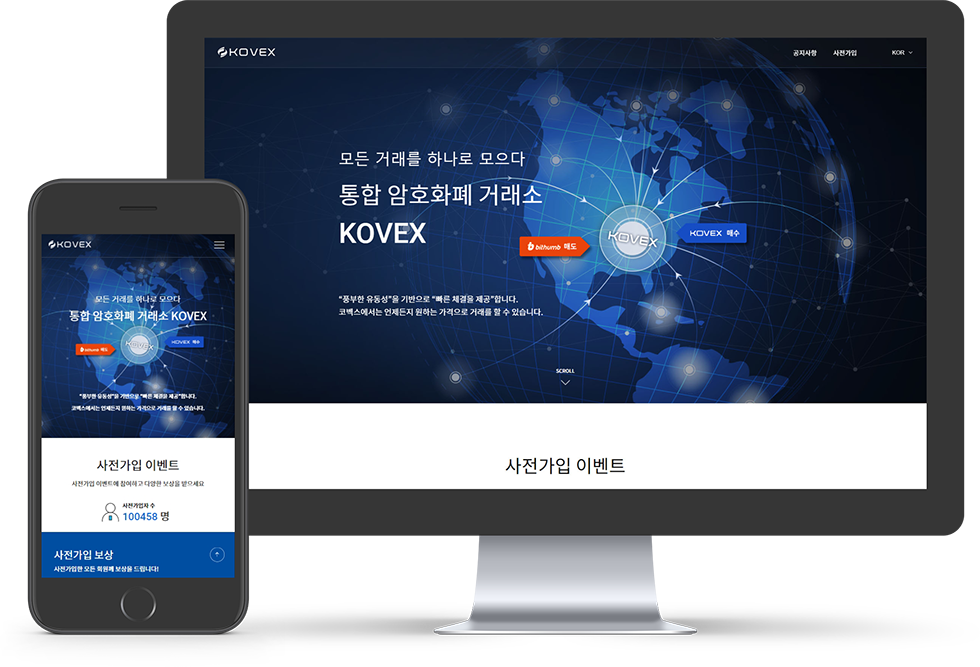 KOVEX
공지사항 사전가입 KOR
모든 거래를 하나로 모으다
통합 암호화폐 거래소
KOVEX
bithumb 매도
KOVEX
KOVEX 매수
"풍부한 유동성"을 기반으로 "빠른 체결을 제공"합니다.
코벡스에서는 언제든지 원하는 가격으로 거래를 할 수 있습니다.
SCROLL
사전가입 이벤트
KOVEX
모든 거래를 하나로 모으다
통합 암호화폐 거래소 KOVEX
bithumb 매도
KOVEX
KOVEX 매수
"풍부한 유동성"을 기반으로 "빠른 체결을 제공"합니다.
코벡스에서는 언제든지 원하는 가격으로 거래를 할 수 있습니다.
사전가입 이벤트
사전가입 이벤트에 참여하고 다양한 보상을 받으세요
사전가입자 수
100458 명
사전가입 보상
사전가입한 모든 회원께 보상을 드립니다!